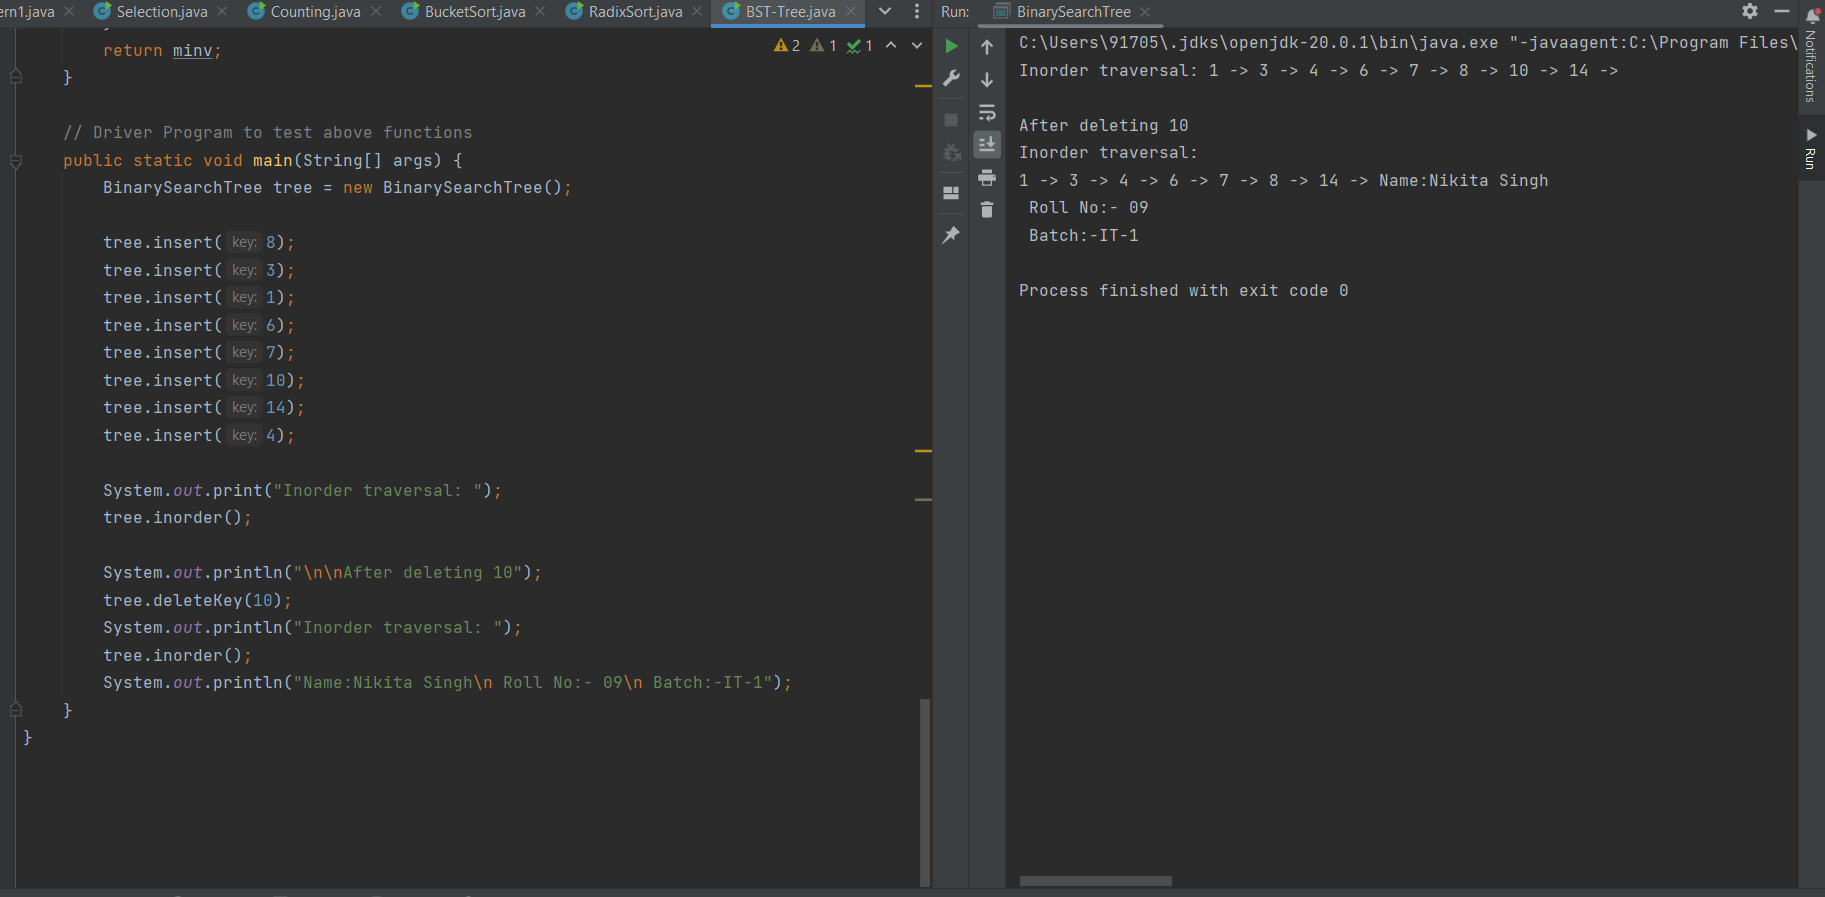 ern1.java Selection.java Counting.java BucketSort.java RadixSort.java BST-Tree.java
return minv;
}
// Driver Program to test above functions
public static void main(String[] args) {
BinarySearchTree tree = new BinarySearchTree();
tree.insert( key: 8);
tree.insert( key: 3);
tree.insert( key: 1);
tree.insert( key: 6);
tree.insert( key: 7);
tree.insert( key: 10);
tree.insert( key: 14);
tree.insert( key: 4);
System.out.print("Inorder traversal: ");
tree.inorder();
System.out.println("\n\nAfter deleting 10");
tree.deleteKey(10);
System.out.println("Inorder traversal: ");
tree.inorder();
System.out.println("Name:Nikita Singh\n Roll No:- 09\n Batch:-IT-1");
}
}
2 1 1
Run: BinarySearchTree
C:\Users\91705\.jdks\openjdk-20.0.1\bin\java.exe "-javaagent:C:\Program Files\
Inorder traversal: 1 -> 3 -> 4 -> 6 -> 7 -> 8 -> 10 -> 14 ->
After deleting 10
Inorder traversal:
1 -> 3 -> 4 -> 6 -> 7 -> 8 -> 14 -> Name:Nikita Singh
Roll No:- 09
Batch:-IT-1
Process finished with exit code 0
Notifications
Run